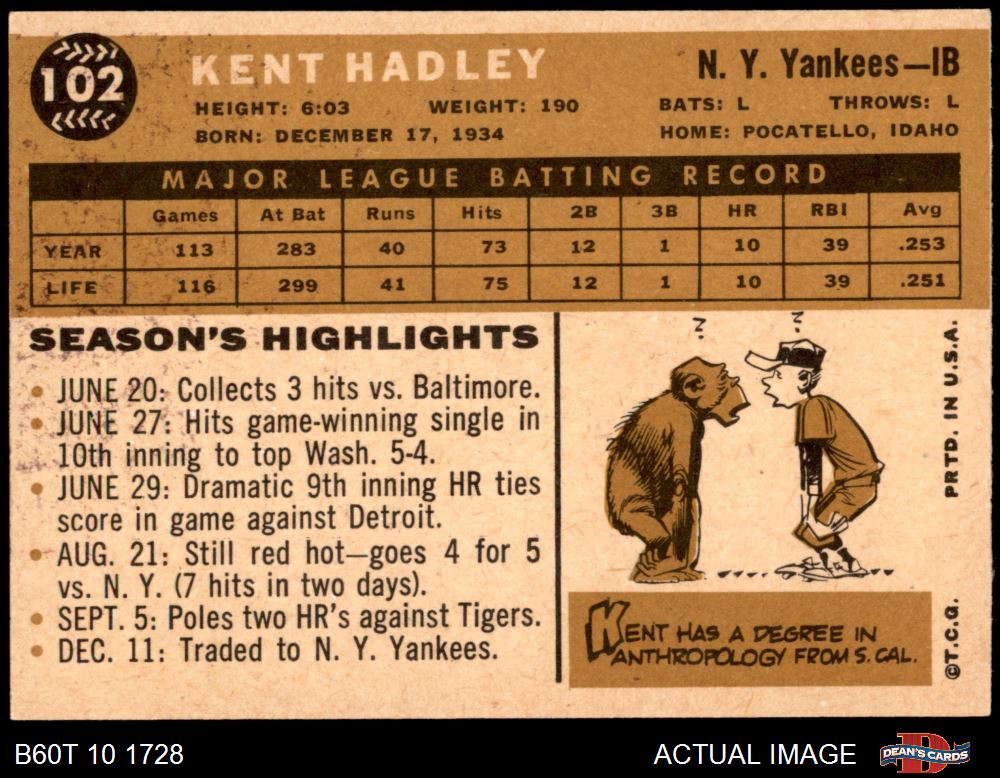 102
KENT HADLEY
N. Y. Yankees—1B
HEIGHT: 6:03 WEIGHT: 190 BATS: L THROWS: L
BORN: DECEMBER 17, 1934 HOME: POCATELLO, IDAHO
MAJOR LEAGUE BATTING RECORD
Games At Bat Runs Hits 2B 3B HR RBI Avg
YEAR 113 283 40 73 12 1 10 39 .253
LIFE 116 299 41 75 12 1 10 39 .251
SEASON'S HIGHLIGHTS
• JUNE 20: Collects 3 hits vs. Baltimore.
• JUNE 27: Hits game-winning single in
10th inning to top Wash. 5-4.
• JUNE 29: Dramatic 9th inning HR ties
score in game against Detroit.
• AUG. 21: Still red hot—goes 4 for 5
vs. N. Y. (7 hits in two days).
• SEPT. 5: Poles two HR's against Tigers.
• DEC. 11: Traded to N. Y. Yankees.
?
?
KENT HAS A DEGREE IN
ANTHROPOLOGY FROM S. CAL.
©T.C.G. PRTD. IN U.S.A.
B60T 10 1728
ACTUAL IMAGE
D
DEAN'S CARDS